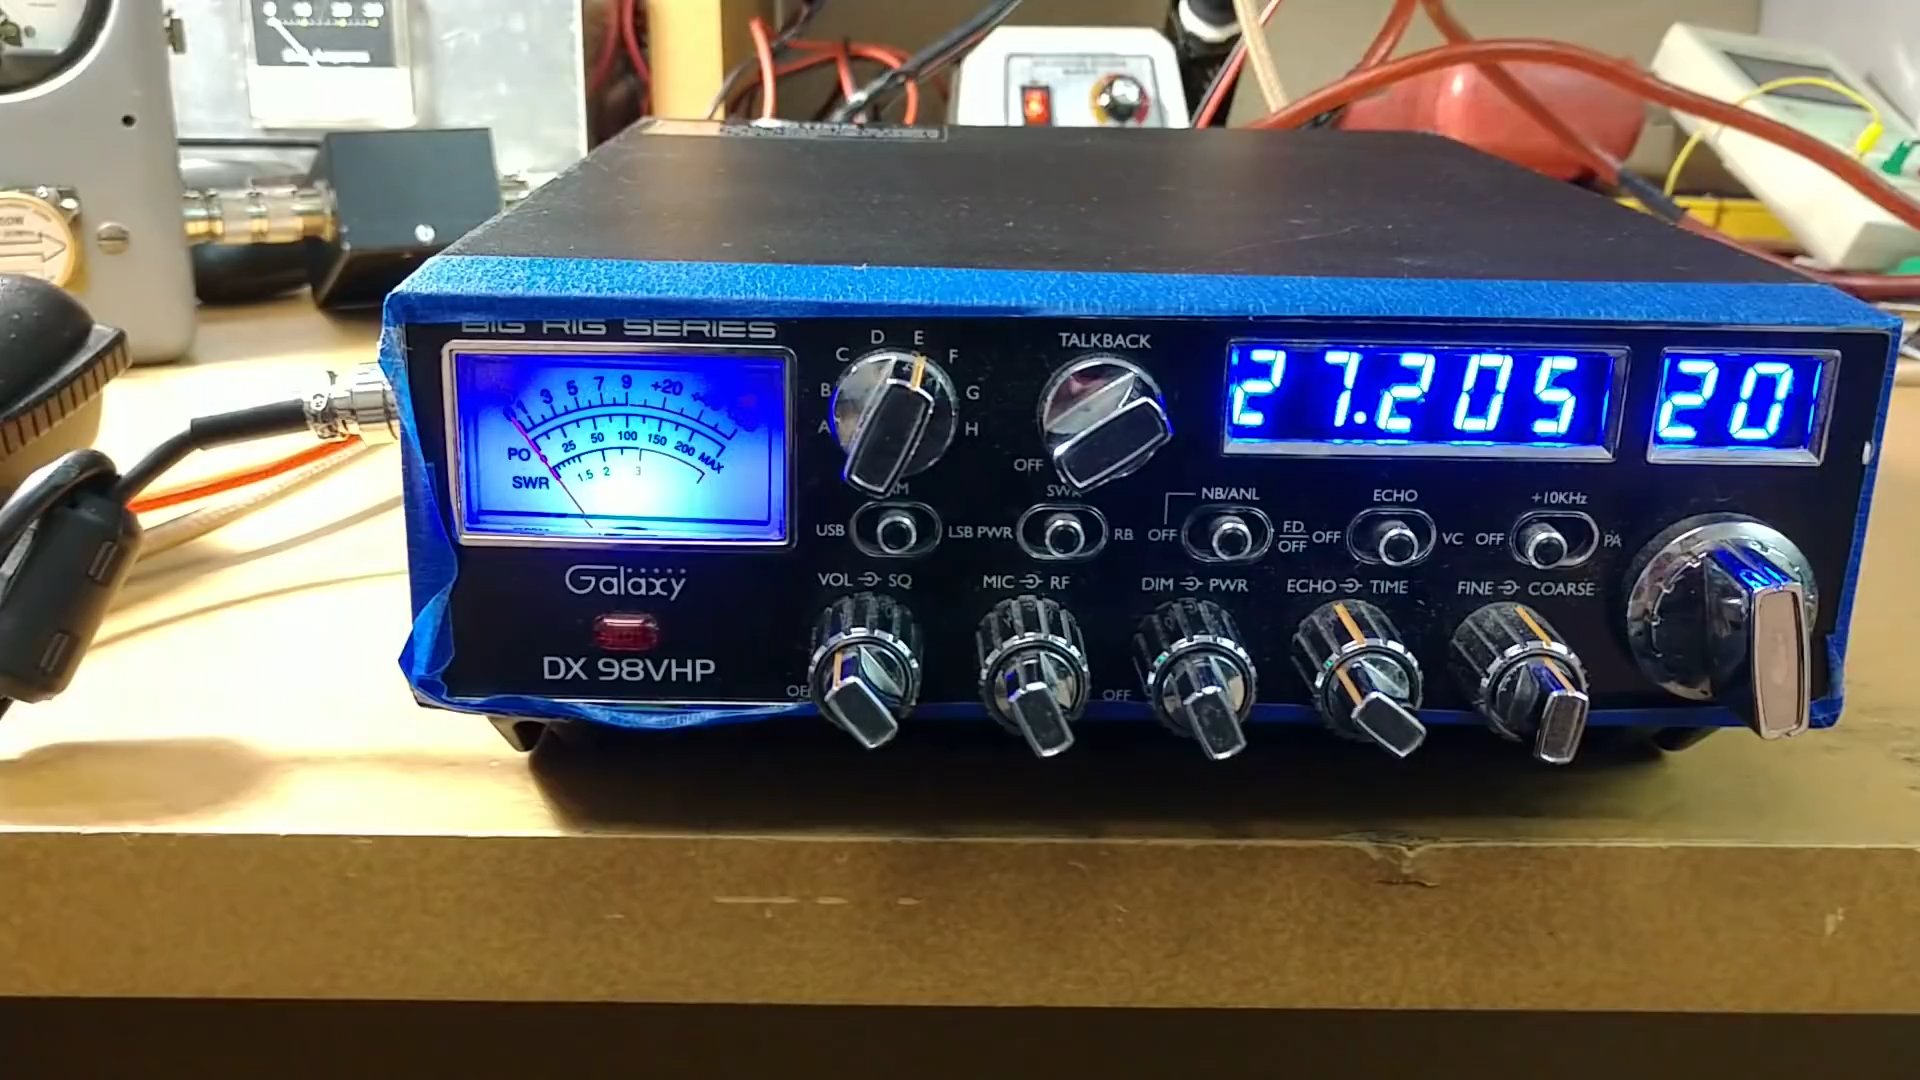 BIG RIG SERIES
1 3 5 7 9 +20
PO 25 50 100 150 200 MAX
SWR 1.5 2 3
Galaxy
DX 98VHP
A B C D E F G H
TALKBACK
OFF
27.205
20
USB LSB
SWR
PWR RB
NB/ANL
OFF F.D. OFF
ECHO
OFF VC
+10KHz
OFF PA
VOL SQ
MIC RF
DIM PWR
OFF
ECHO TIME
FINE COARSE